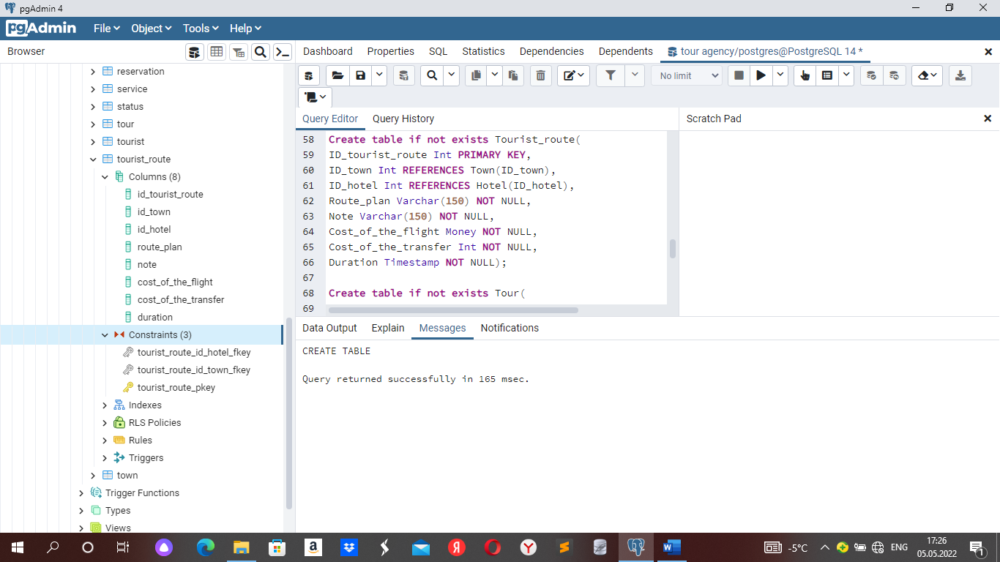 pgAdmin 4
pgAdmin File Object Tools Help
Browser
Dashboard Properties SQL Statistics Dependencies Dependents tour agency/postgres@PostgreSQL 14 *
No limit
reservation
service
status
tour
tourist
tourist_route
Columns (8)
id_tourist_route
id_town
id_hotel
route_plan
note
cost_of_the_flight
cost_of_the_transfer
duration
Constraints (3)
tourist_route_id_hotel_fkey
tourist_route_id_town_fkey
tourist_route_pkey
Indexes
RLS Policies
Rules
Triggers
town
Trigger Functions
Types
Views
Query Editor Query History
Scratch Pad
58 Create table if not exists Tourist_route(
59 ID_tourist_route Int PRIMARY KEY,
60 ID_town Int REFERENCES Town(ID_town),
61 ID_hotel Int REFERENCES Hotel(ID_hotel),
62 Route_plan Varchar(150) NOT NULL,
63 Note Varchar(150) NOT NULL,
64 Cost_of_the_flight Money NOT NULL,
65 Cost_of_the_transfer Int NOT NULL,
66 Duration Timestamp NOT NULL);
67
68 Create table if not exists Tour(
69
Data Output Explain Messages Notifications
CREATE TABLE
Query returned successfully in 165 msec.
-5°C ENG 17:26
05.05.2022
1